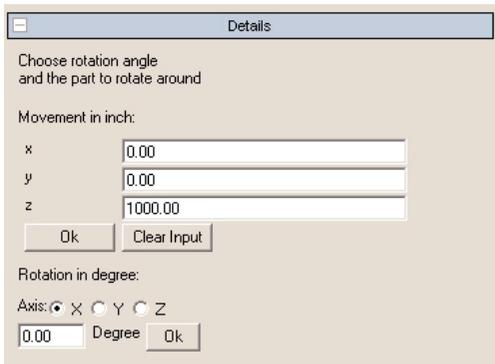 Details
Choose rotation angle
and the part to rotate around
Movement in inch:
x 0.00
y 0.00
z 1000.00
Ok Clear Input
Rotation in degree:
Axis: X Y Z
0.00 Degree Ok